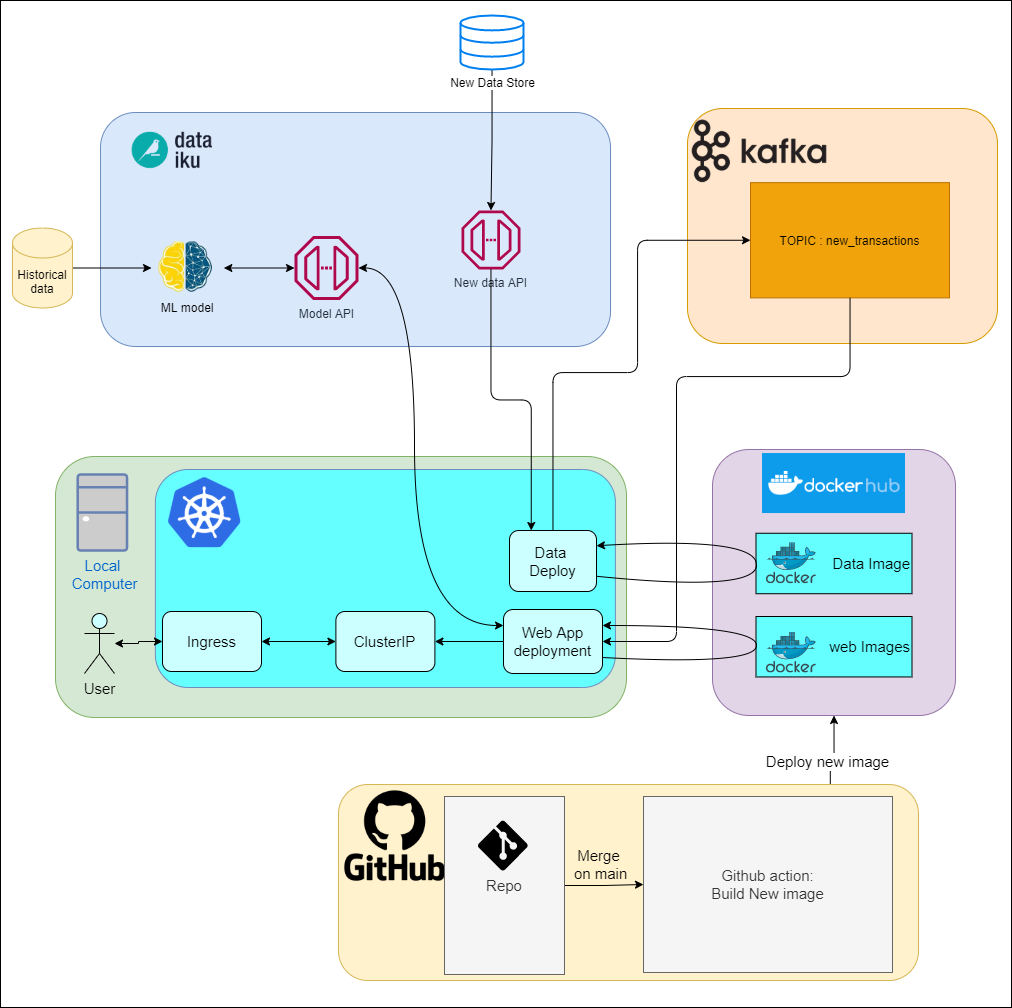 New Data Store
data
iku
kafka
TOPIC : new_transactions
New data API
Historical
data
ML model
Model API
dockerhub
Data
Deploy
docker
Data Image
Local
Computer
User
Ingress
ClusterIP
Web App
deployment
docker
web Images
Deploy new image
GitHub
Repo
Merge
on main
Github action:
Build New image